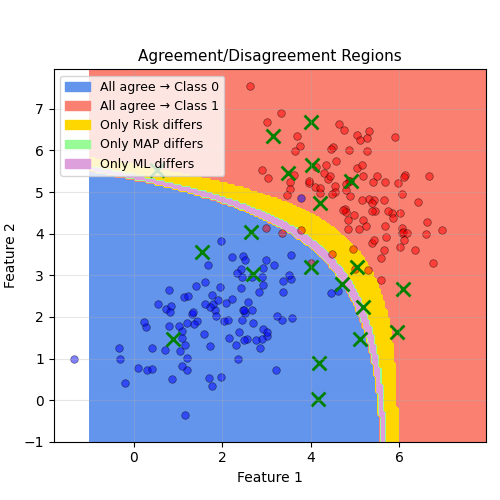 Agreement/Disagreement Regions
All agree → Class 0
All agree → Class 1
Only Risk differs
Only MAP differs
Only ML differs
Feature 2
7
6
5
4
3
2
1
0
−1
0 2 4 6
Feature 1